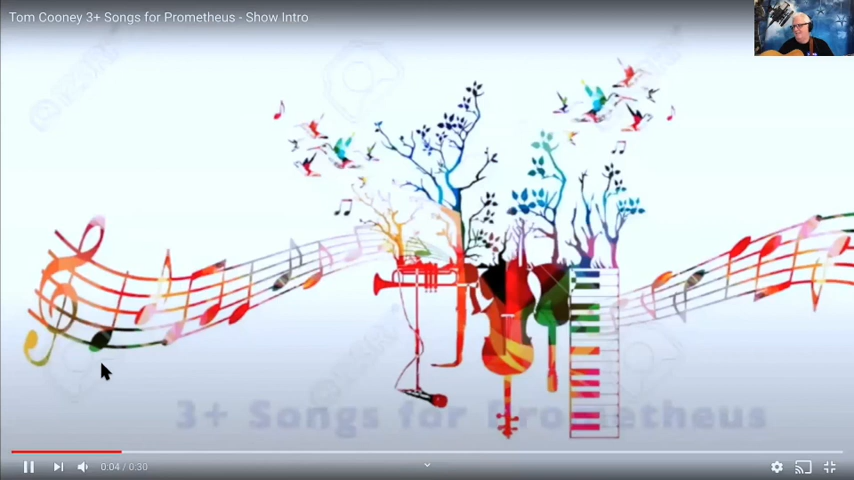 Tom Cooney 3+ Songs for Prometheus - Show Intro
3+ Songs for Prometheus
0:04 / 0:30